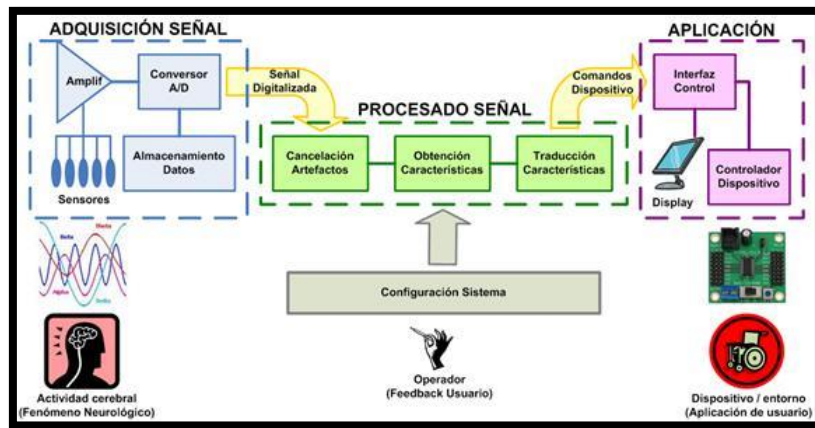 ADQUISICIÓN SEÑAL
Amplif
Conversor
A/D
Almacenamiento
Datos
Sensores
Señal
Digitalizada
PROCESADO SEÑAL
Cancelación
Artefactos
Obtención
Características
Traducción
Características
Comandos
Dispositivo
APLICACIÓN
Interfaz
Control
Display
Controlador
Dispositivo
Configuración Sistema
Operador
(Feedback Usuario)
Actividad cerebral
(Fenómeno Neurológico)
Dispositivo / entorno
(Aplicación de usuario)